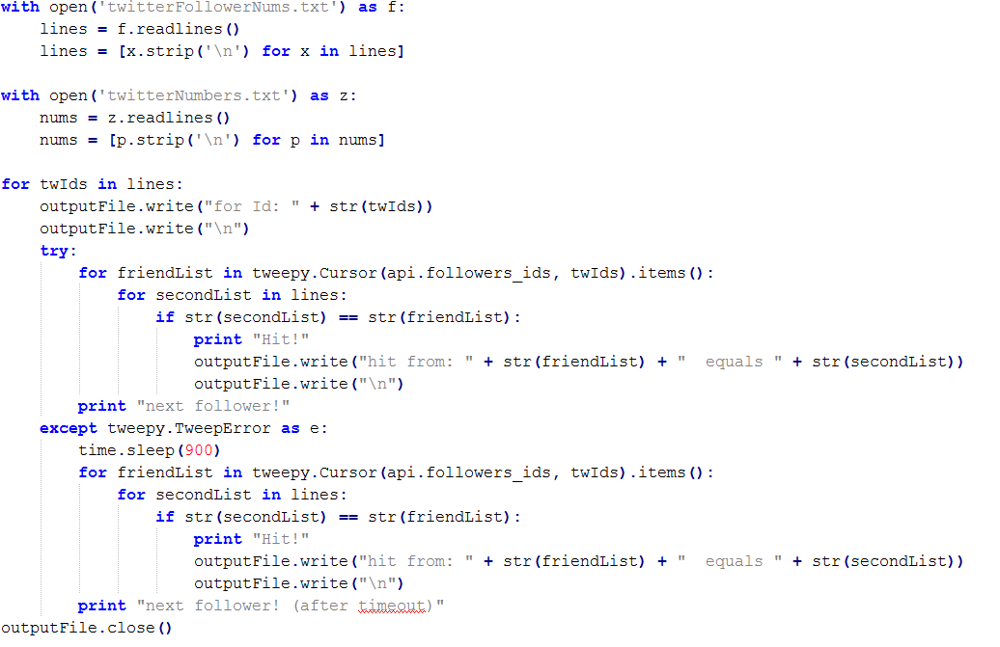 with open('twitterFollowerNums.txt') as f:
    lines = f.readlines()
    lines = [x.strip('\n') for x in lines]

with open('twitterNumbers.txt') as z:
    nums = z.readlines()
    nums = [p.strip('\n') for p in nums]

for twIds in lines:
    outputFile.write("for Id: " + str(twIds))
    outputFile.write("\n")
    try:
        for friendList in tweepy.Cursor(api.followers_ids, twIds).items():
            for secondList in lines:
                if str(secondList) == str(friendList):
                    print "Hit!"
                    outputFile.write("hit from: " + str(friendList) + "  equals " + str(secondList))
                    outputFile.write("\n")
        print "next follower!"
    except tweepy.TweepError as e:
        time.sleep(900)
        for friendList in tweepy.Cursor(api.followers_ids, twIds).items():
            for secondList in lines:
                if str(secondList) == str(friendList):
                    print "Hit!"
                    outputFile.write("hit from: " + str(friendList) + "  equals " + str(secondList))
                    outputFile.write("\n")
        print "next follower! (after timeout)"
outputFile.close()